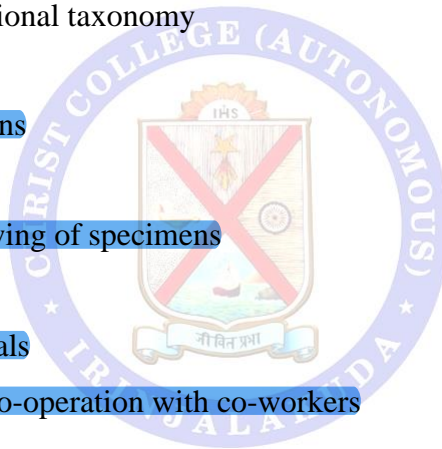 ional taxonomy
CHRIST COLLEGE (AUTONOMOUS)
IHS
ns
ving of specimens
जीवित प्रभा
als
o-operation with co-workers
★ IRINJALAKUDA ★